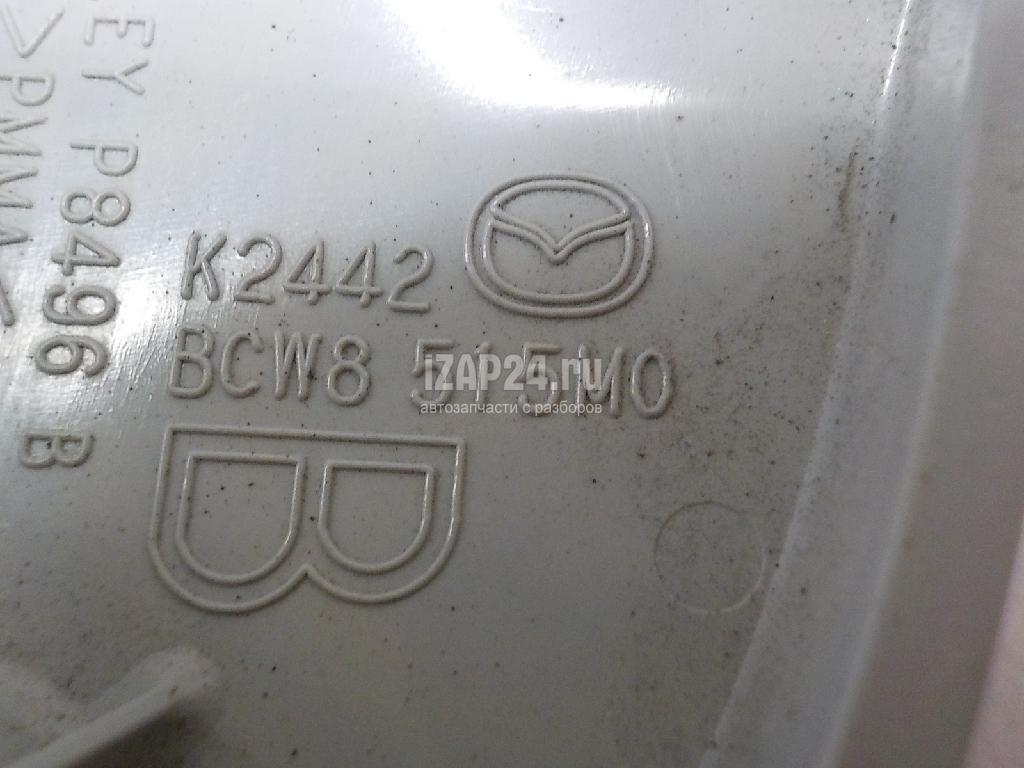 K2442
BCW8 515M0
B
EY P8496 B
>PMMA<
iZAP24.ru
автозапчасти с разборов